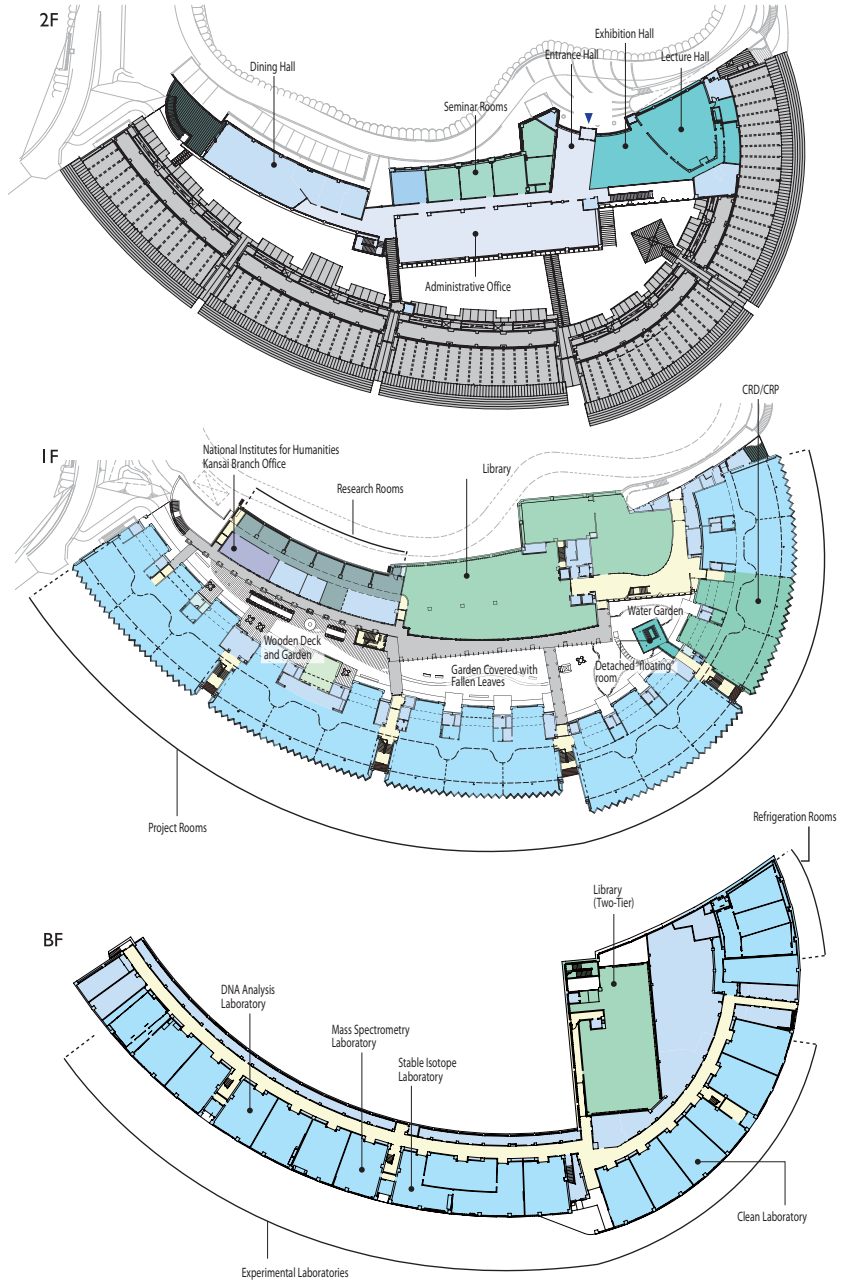 2F
Exhibition Hall
Entrance Hall
Lecture Hall
Dining Hall
Seminar Rooms
Administrative Office
CRD/CRP
1F
National Institutes for Humanities
Kansai Branch Office
Library
Research Rooms
Water Garden
Wooden Deck
and Garden
Garden Covered with
Fallen Leaves
Detached "floating"
room
Project Rooms
Refrigeration Rooms
Library
(Two-Tier)
BF
DNA Analysis
Laboratory
Mass Spectrometry
Laboratory
Stable Isotope
Laboratory
Clean Laboratory
Experimental Laboratories